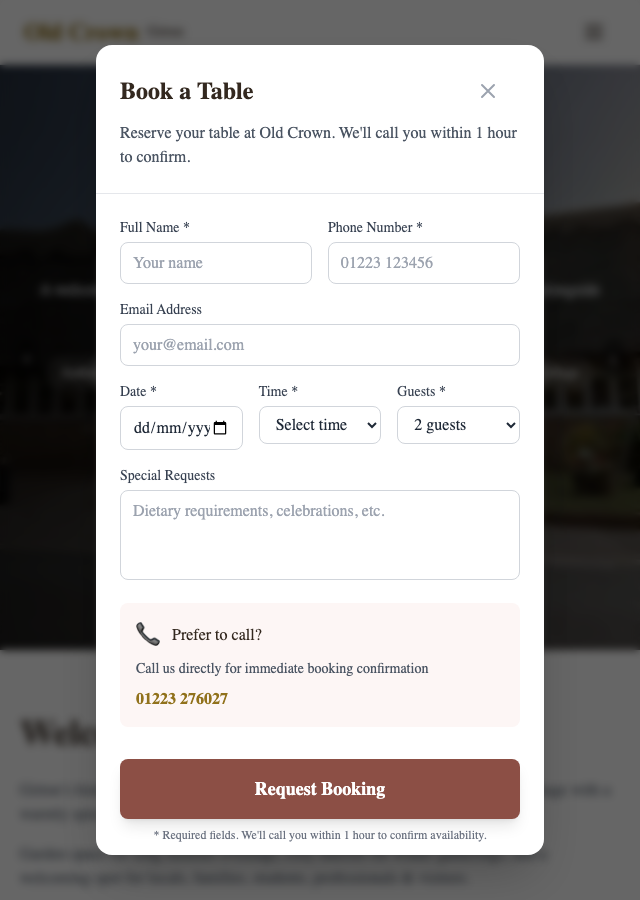 Old Crown
Book a Table
Reserve your table at Old Crown. We'll call you within 1 hour
to confirm.
Full Name *
Phone Number *
Your name
01223 123456
Email Address
your@email.com
Date *
Time *
Guests *
dd/mm/yyy
Select time
2 guests
Special Requests
Dietary requirements, celebrations, etc.
Prefer to call?
Call us directly for immediate booking confirmation
01223 276027
Request Booking
* Required fields. We'll call you within 1 hour to confirm availability.